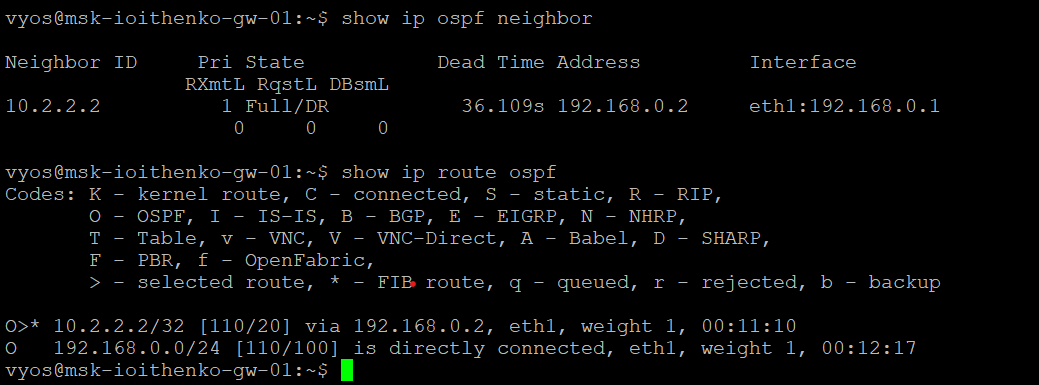 vyos@msk-ioithenko-gw-01:~$ show ip ospf neighbor
Neighbor ID     Pri State           Dead Time Address         Interface
RXmtL RqstL DBsmL
10.2.2.2          1 Full/DR           36.109s 192.168.0.2     eth1:192.168.0.1
0     0     0
vyos@msk-ioithenko-gw-01:~$ show ip route ospf
Codes: K - kernel route, C - connected, S - static, R - RIP,
O - OSPF, I - IS-IS, B - BGP, E - EIGRP, N - NHRP,
T - Table, v - VNC, V - VNC-Direct, A - Babel, D - SHARP,
F - PBR, f - OpenFabric,
> - selected route, * - FIB route, q - queued, r - rejected, b - backup
O>* 10.2.2.2/32 [110/20] via 192.168.0.2, eth1, weight 1, 00:11:10
O   192.168.0.0/24 [110/100] is directly connected, eth1, weight 1, 00:12:17
vyos@msk-ioithenko-gw-01:~$